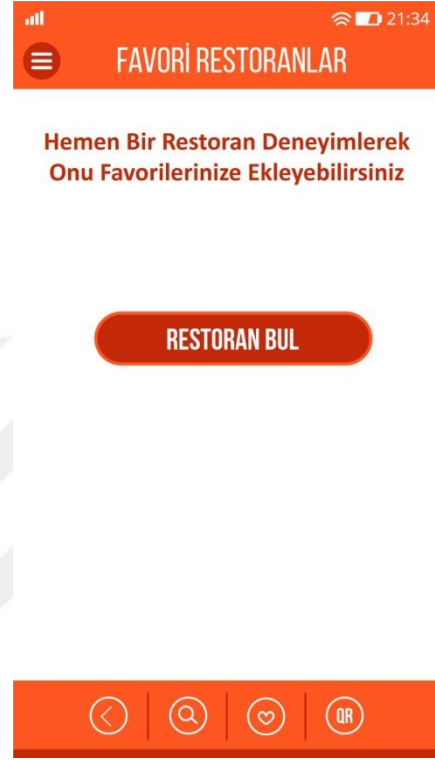 21:34
FAVORİ RESTORANLAR
Hemen Bir Restoran Deneyimlerek
Onu Favorilerinize Ekleyebilirsiniz
RESTORAN BUL
QR